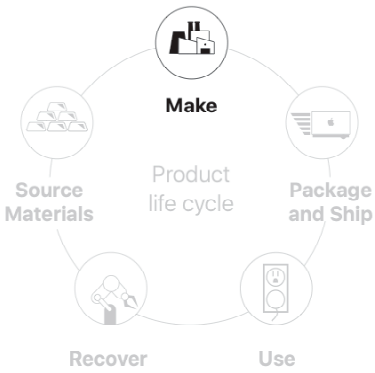 Make
Product
life cycle
Source
Materials
Package
and Ship
Recover
Use